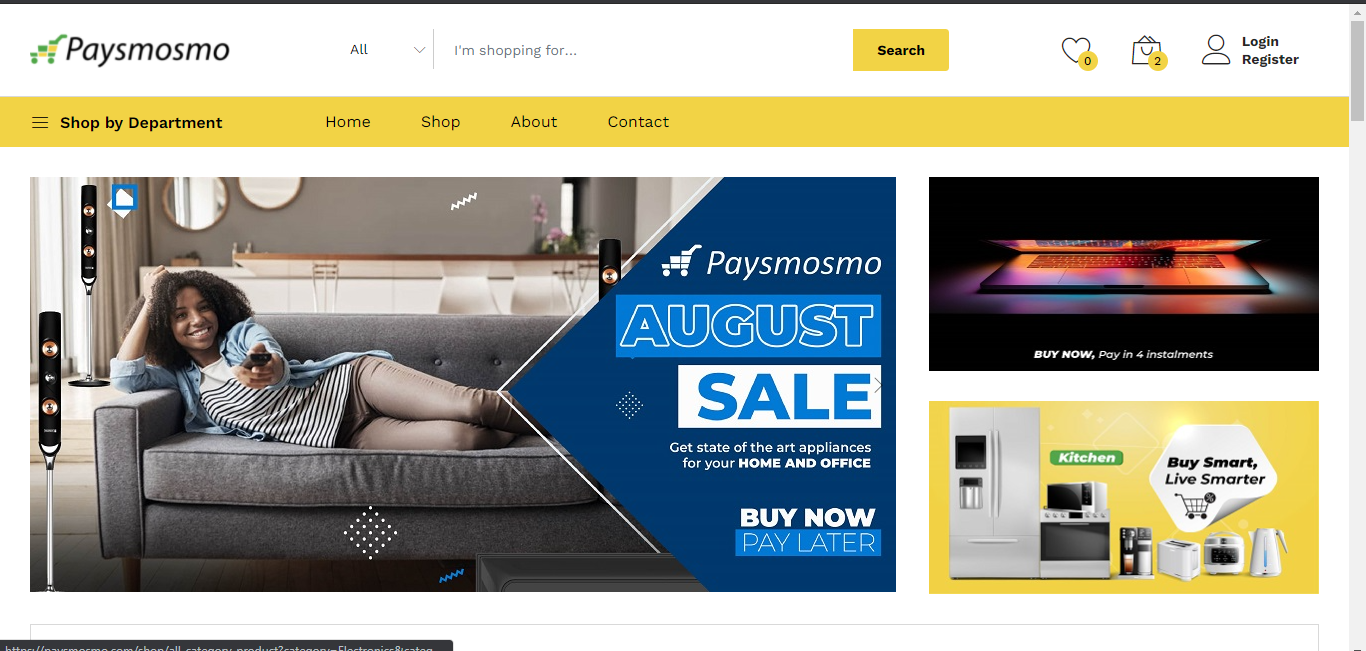 Paysmosmo
All
I'm shopping for...
Search
0
2
Login
Register
Shop by Department
Home
Shop
About
Contact
Paysmosmo
AUGUST
SALE
Get state of the art appliances
for your HOME AND OFFICE
BUY NOW
PAY LATER
BUY NOW, Pay in 4 instalments
Kitchen
Buy Smart,
Live Smarter
https://paysmosmo.com/shop/all-category-product?category=Electronics&categ...